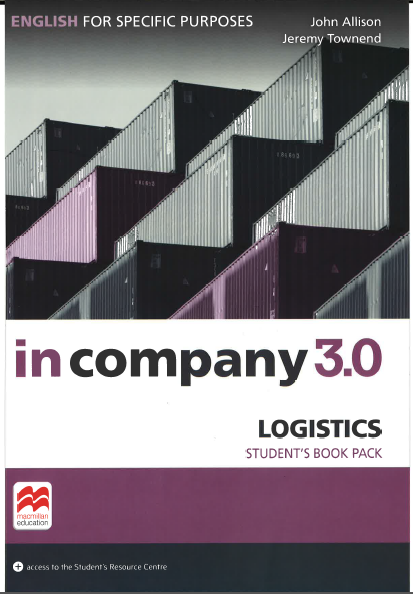 ENGLISH FOR SPECIFIC PURPOSES
John Allison
Jeremy Townend
in company 3.0
LOGISTICS
STUDENT'S BOOK PACK
macmillan
education
+ access to the Student's Resource Centre